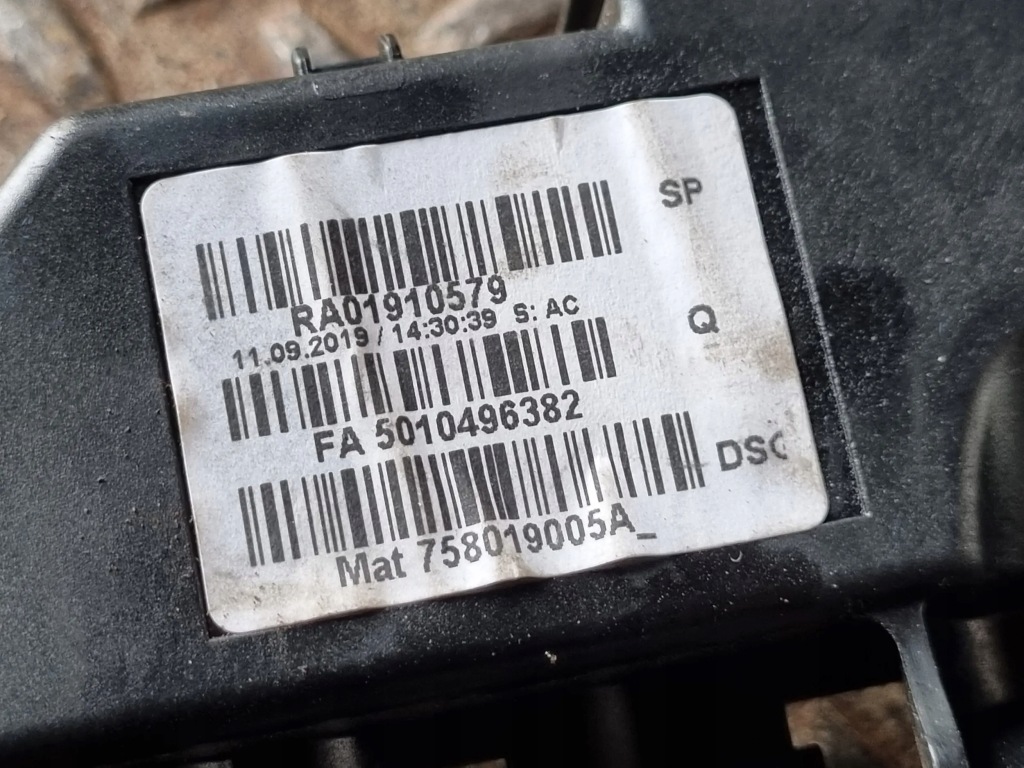 SP
RA01910579
11.09.2019 / 14:30:39 S: AC
Q
FA 5010496382
DSC
Mat 758019005A_